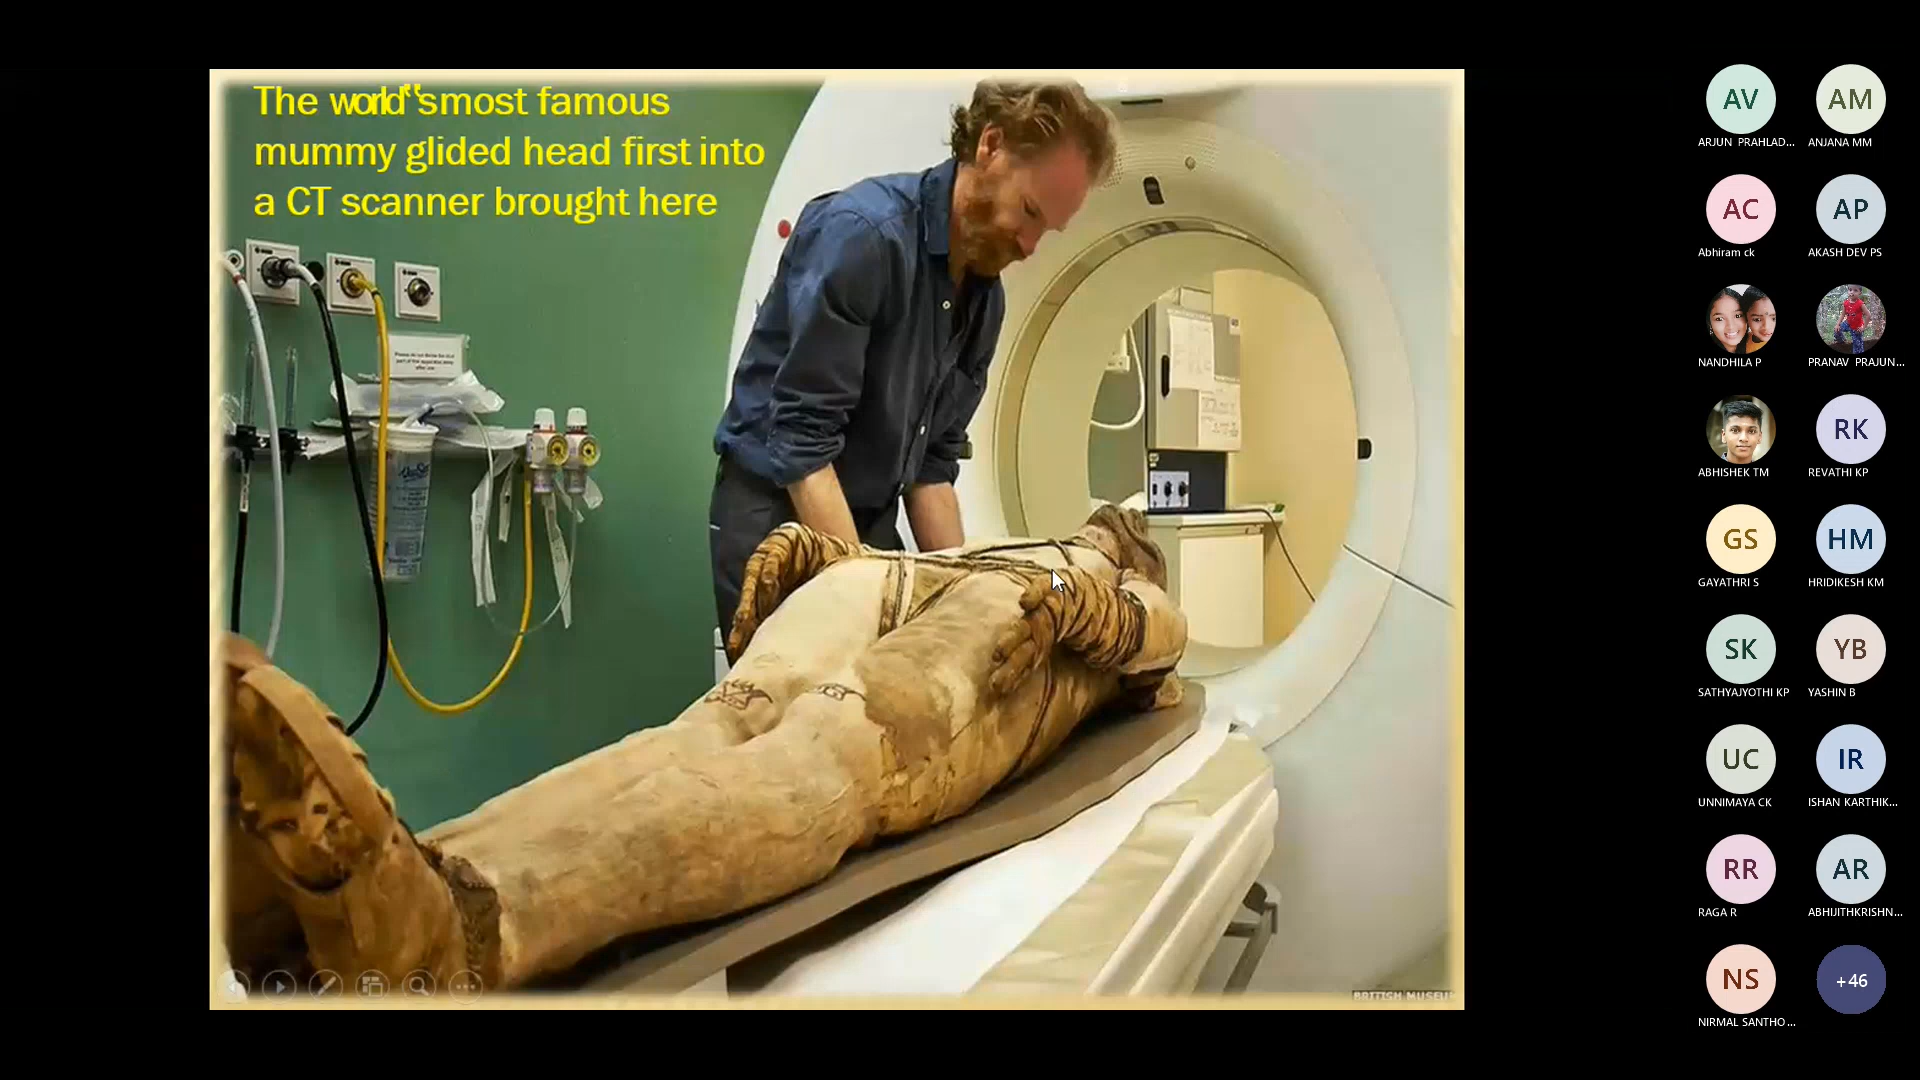 The world‟s most famous
mummy glided head first into
a CT scanner brought here
BRITISH MUSEUM
AV
AM
ARJUN PRAHLAD...
ANJANA MM
AC
AP
Abhiram ck
AKASH DEV PS
NANDHILA P
PRANAV PRAJUN...
RK
ABHISHEK TM
REVATHI KP
GS
HM
GAYATHRI S
HRIDIKESH KM
SK
YB
SATHYAJYOTHI KP
YASHIN B
UC
IR
UNNIMAYA CK
ISHAN KARTHIK...
RR
AR
RAGA R
ABHIJITHKRISHN...
NS
+46
NIRMAL SANTHO...